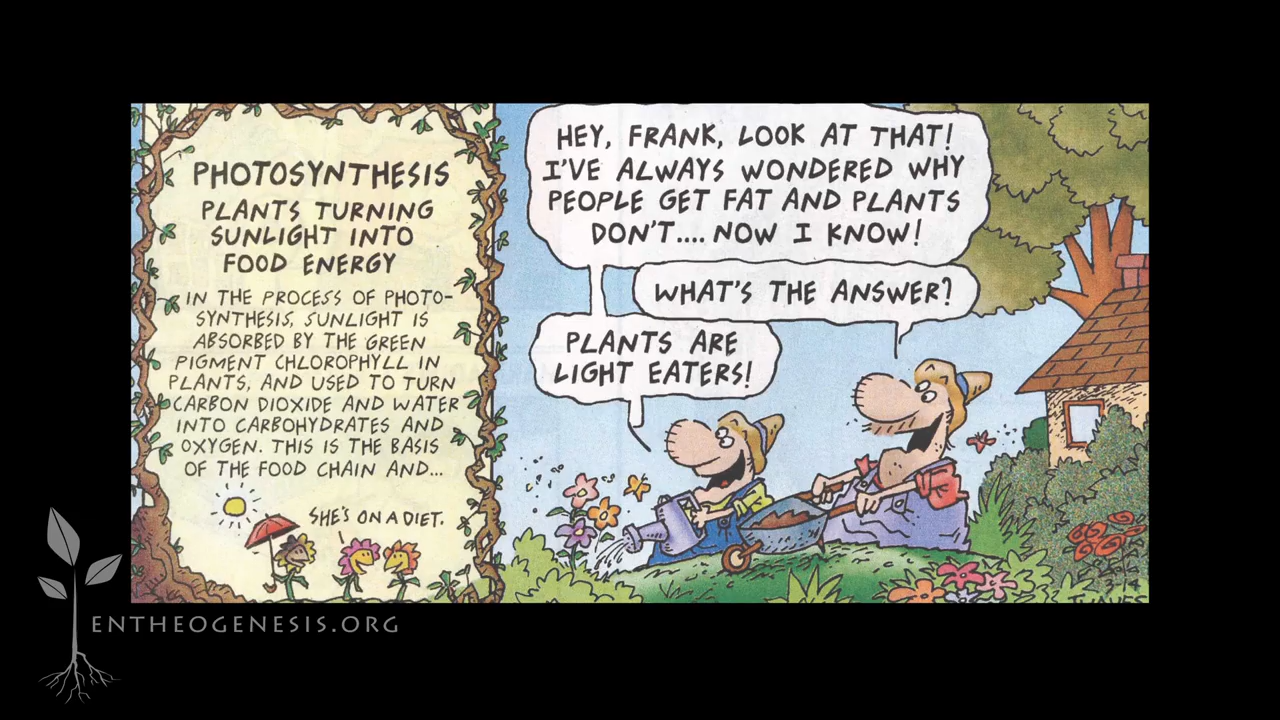 PHOTOSYNTHESIS
PLANTS TURNING
SUNLIGHT INTO
FOOD ENERGY
IN THE PROCESS OF PHOTO-
SYNTHESIS, SUNLIGHT IS
ABSORBED BY THE GREEN
PIGMENT CHLOROPHYLL IN
PLANTS, AND USED TO TURN
CARBON DIOXIDE AND WATER
INTO CARBOHYDRATES AND
OXYGEN. THIS IS THE BASIS
OF THE FOOD CHAIN AND...
SHE'S ON A DIET.
HEY, FRANK, LOOK AT THAT!
I'VE ALWAYS WONDERED WHY
PEOPLE GET FAT AND PLANTS
DON'T.... NOW I KNOW!
WHAT'S THE ANSWER?
PLANTS ARE
LIGHT EATERS!
ENTHEOGENESIS.ORG